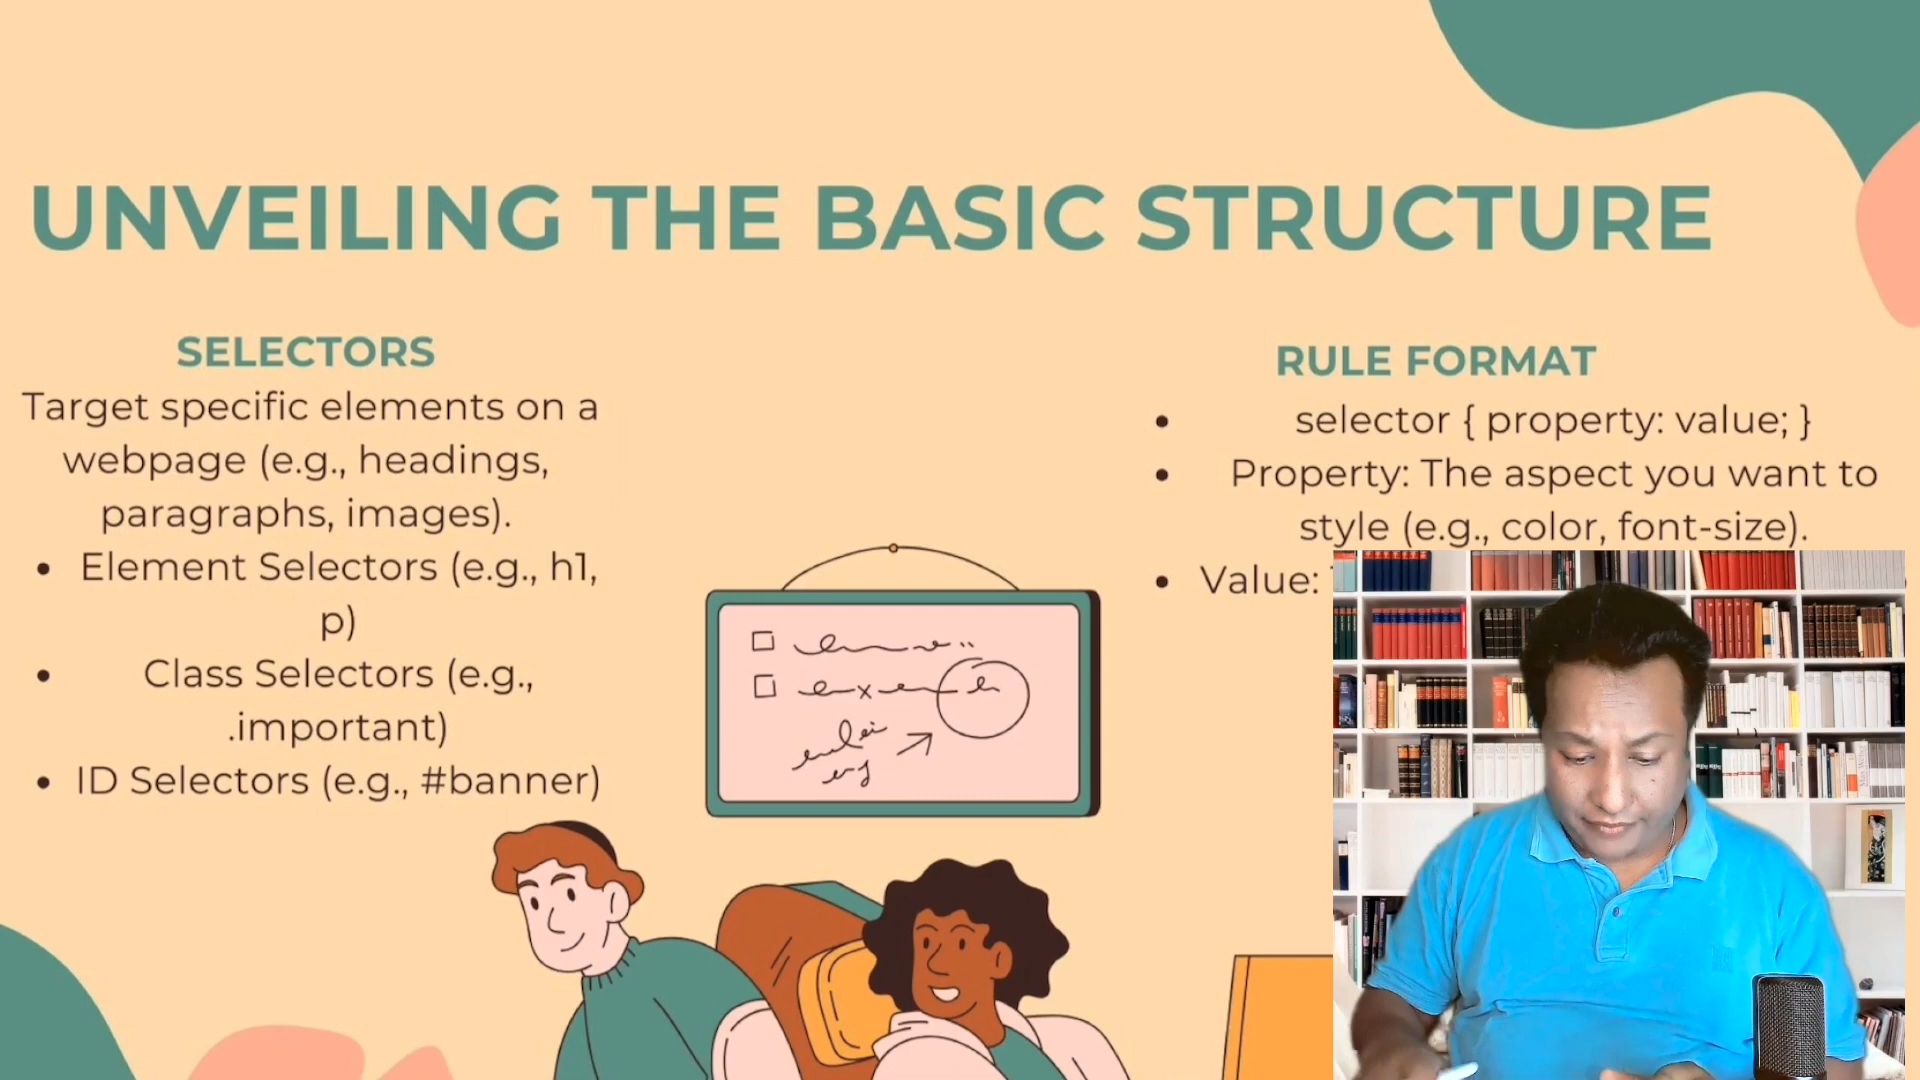 UNVEILING THE BASIC STRUCTURE
SELECTORS
Target specific elements on a
webpage (e.g., headings,
paragraphs, images).
• Element Selectors (e.g., h1,
p)
• Class Selectors (e.g.,
.important)
• ID Selectors (e.g., #banner)
RULE FORMAT
• selector { property: value; }
• Property: The aspect you want to
style (e.g., color, font-size).
• Value: